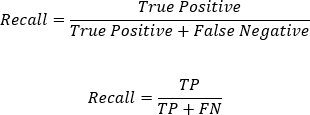 Recall = True Positive / True Positive + False Negative
Recall = TP / TP + FN